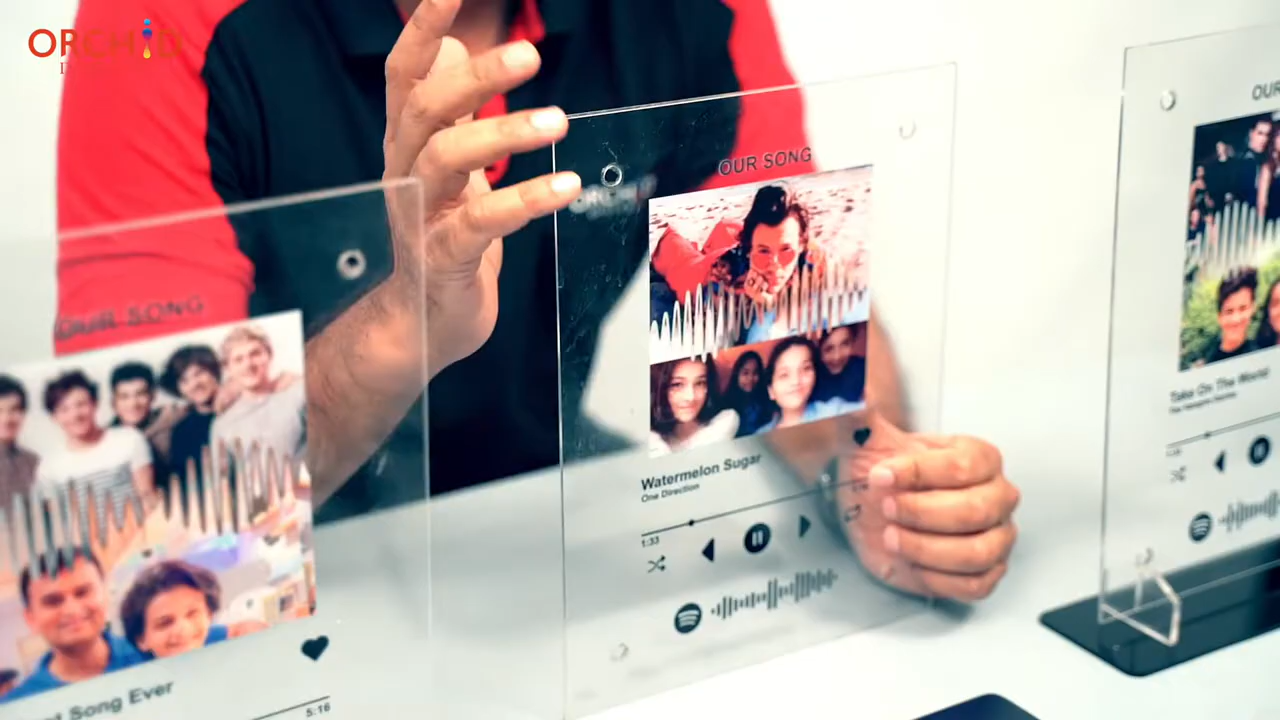 ORCHID
OUR SONG
Song Ever
5:16
OUR SONG
Watermelon Sugar
One Direction
1:33
OUR
Take On The World